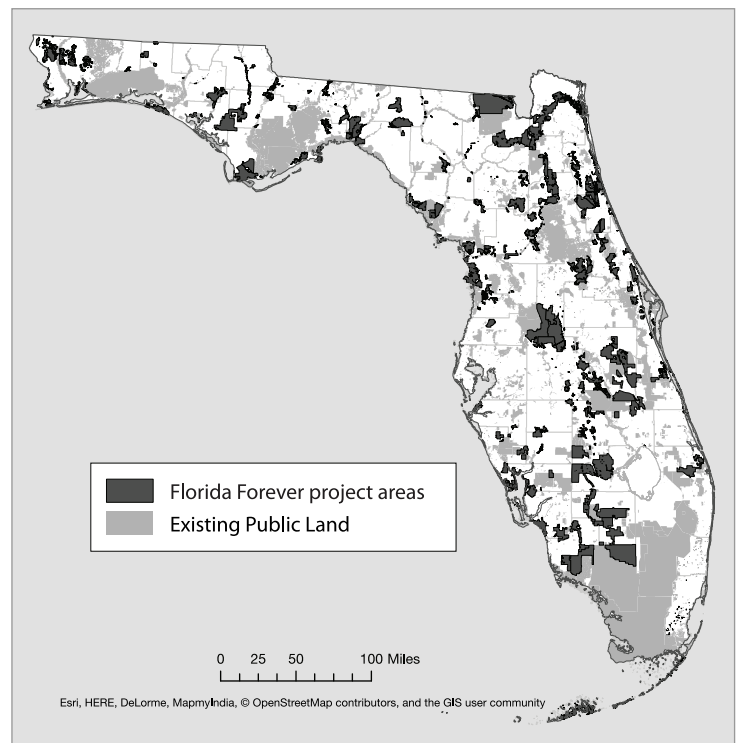 Florida Forever project areas
Existing Public Land
0 25 50 100 Miles
Esri, HERE, DeLorme, MapmyIndia, © OpenStreetMap contributors, and the GIS user community